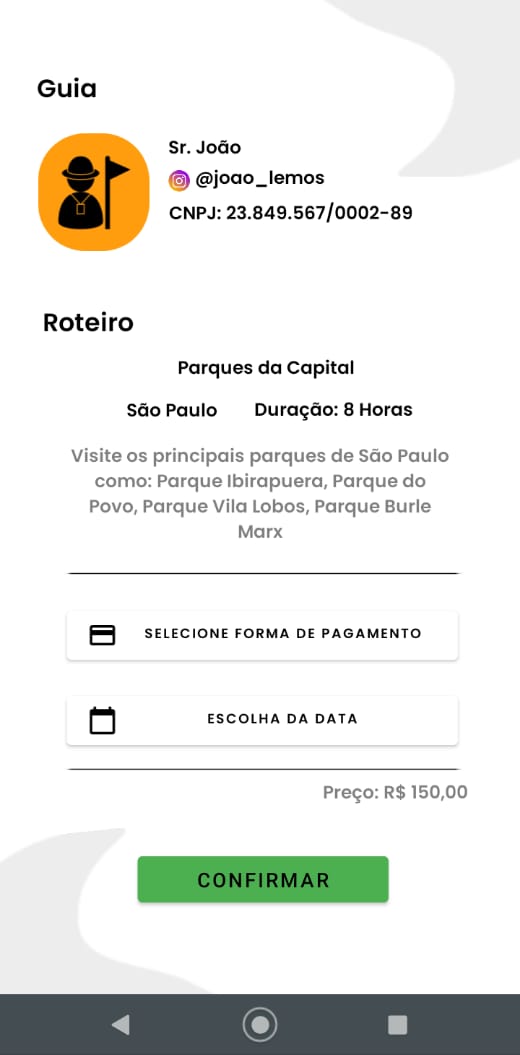 Guia
Sr. João
@joao_lemos
CNPJ: 23.849.567/0002-89
Roteiro
Parques da Capital
São Paulo Duração: 8 Horas
Visite os principais parques de São Paulo
como: Parque Ibirapuera, Parque do
Povo, Parque Vila Lobos, Parque Burle
Marx
SELECIONE FORMA DE PAGAMENTO
ESCOLHA DA DATA
Preço: R$ 150,00
CONFIRMAR